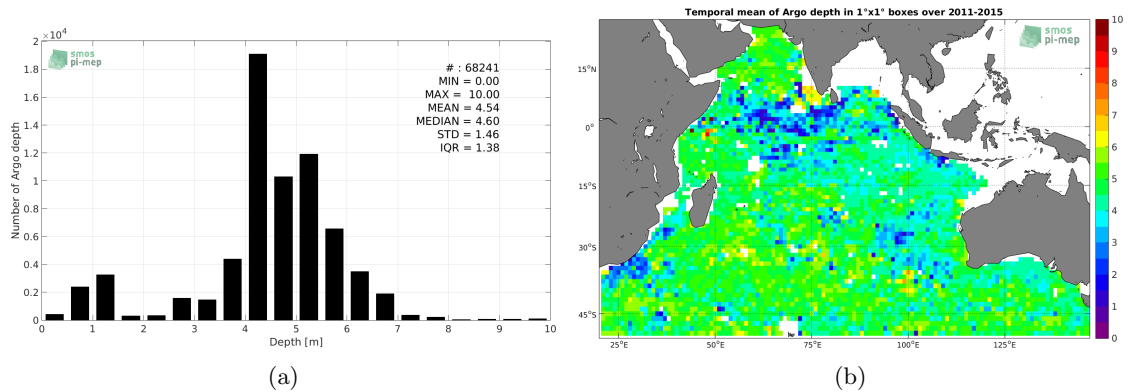 ×10⁴
2
1.8
1.6
1.4
1.2
1
0.8
0.6
0.4
0.2
0
Number of Argo depth
smos
pi-mep
# : 68241
MIN = 0.00
MAX = 10.00
MEAN = 4.54
MEDIAN = 4.60
STD = 1.46
IQR = 1.38
0 1 2 3 4 5 6 7 8 9 10
Depth [m]
(a)
Temporal mean of Argo depth in 1°x1° boxes over 2011-2015
smos
pi-mep
15°N
0°
15°S
30°S
45°S
25°E 50°E 75°E 100°E 125°E
10
9
8
7
6
5
4
3
2
1
0
(b)